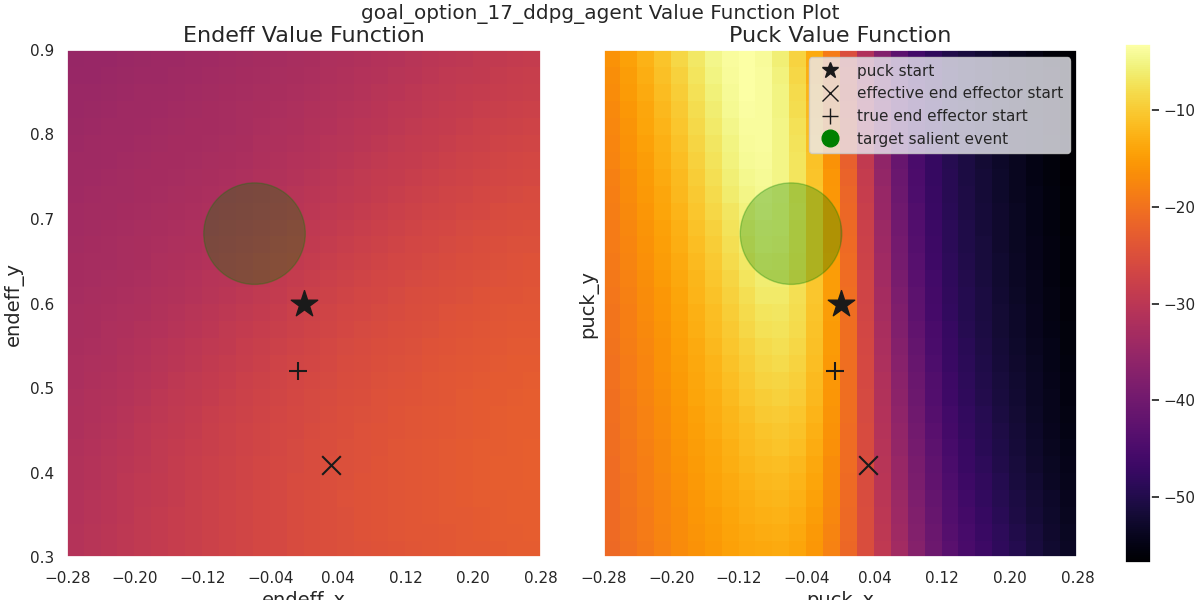 goal_option_17_ddpg_agent Value Function Plot
Endeff Value Function
Puck Value Function
0.9
0.8
0.7
0.6
0.5
0.4
0.3
endeff_y
−0.28 −0.20 −0.12 −0.04 0.04 0.12 0.20 0.28
endeff_x
puck_y
puck start
effective end effector start
true end effector start
target salient event
−0.28 −0.20 −0.12 −0.04 0.04 0.12 0.20 0.28
puck_x
−10
−20
−30
−40
−50